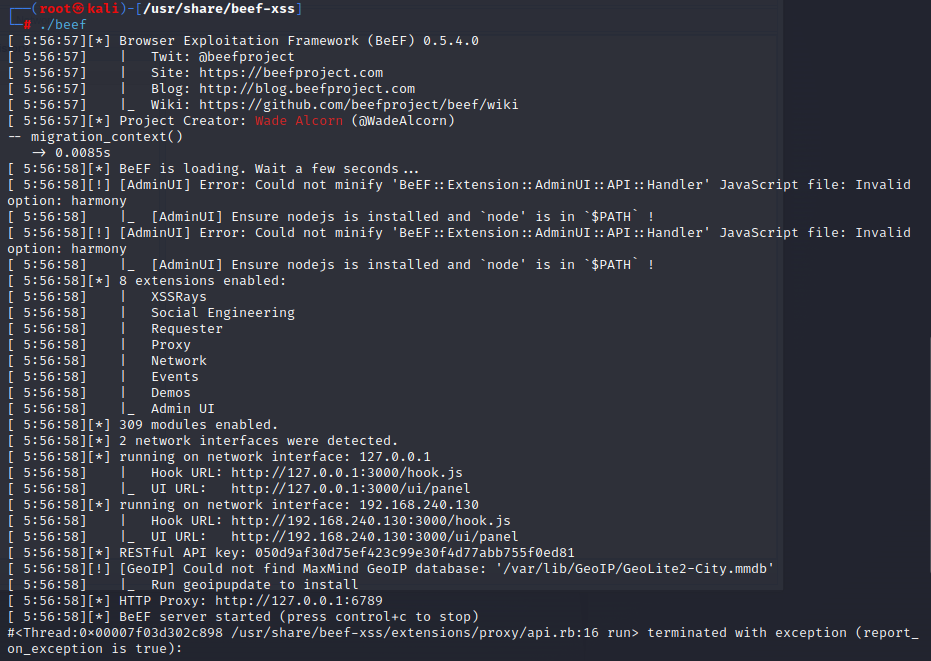 ┌──(root㉿kali)-[/usr/share/beef-xss]
└─# ./beef
[ 5:56:57][*] Browser Exploitation Framework (BeEF) 0.5.4.0
[ 5:56:57]    |   Twit: @beefproject
[ 5:56:57]    |   Site: https://beefproject.com
[ 5:56:57]    |   Blog: http://blog.beefproject.com
[ 5:56:57]    |_  Wiki: https://github.com/beefproject/beef/wiki
[ 5:56:57][*] Project Creator: Wade Alcorn (@WadeAlcorn)
-- migration_context()
   -> 0.0085s
[ 5:56:58][*] BeEF is loading. Wait a few seconds...
[ 5:56:58][!] [AdminUI] Error: Could not minify 'BeEF::Extension::AdminUI::API::Handler' JavaScript file: Invalid
option: harmony
[ 5:56:58]    |_  [AdminUI] Ensure nodejs is installed and `node' is in `$PATH` !
[ 5:56:58][!] [AdminUI] Error: Could not minify 'BeEF::Extension::AdminUI::API::Handler' JavaScript file: Invalid
option: harmony
[ 5:56:58]    |_  [AdminUI] Ensure nodejs is installed and `node' is in `$PATH` !
[ 5:56:58][*] 8 extensions enabled:
[ 5:56:58]    |   XSSRays
[ 5:56:58]    |   Social Engineering
[ 5:56:58]    |   Requester
[ 5:56:58]    |   Proxy
[ 5:56:58]    |   Network
[ 5:56:58]    |   Events
[ 5:56:58]    |   Demos
[ 5:56:58]    |_  Admin UI
[ 5:56:58][*] 309 modules enabled.
[ 5:56:58][*] 2 network interfaces were detected.
[ 5:56:58][*] running on network interface: 127.0.0.1
[ 5:56:58]    |   Hook URL: http://127.0.0.1:3000/hook.js
[ 5:56:58]    |_  UI URL:   http://127.0.0.1:3000/ui/panel
[ 5:56:58][*] running on network interface: 192.168.240.130
[ 5:56:58]    |   Hook URL: http://192.168.240.130:3000/hook.js
[ 5:56:58]    |_  UI URL:   http://192.168.240.130:3000/ui/panel
[ 5:56:58][*] RESTful API key: 050d9af30d75ef423c99e30f4d77abb755f0ed81
[ 5:56:58][!] [GeoIP] Could not find MaxMind GeoIP database: '/var/lib/GeoIP/GeoLite2-City.mmdb'
[ 5:56:58]    |_  Run geoipupdate to install
[ 5:56:58][*] HTTP Proxy: http://127.0.0.1:6789
[ 5:56:58][*] BeEF server started (press control+c to stop)
#<Thread:0x00007f03d302c898 /usr/share/beef-xss/extensions/proxy/api.rb:16 run> terminated with exception (report_
on_exception is true):